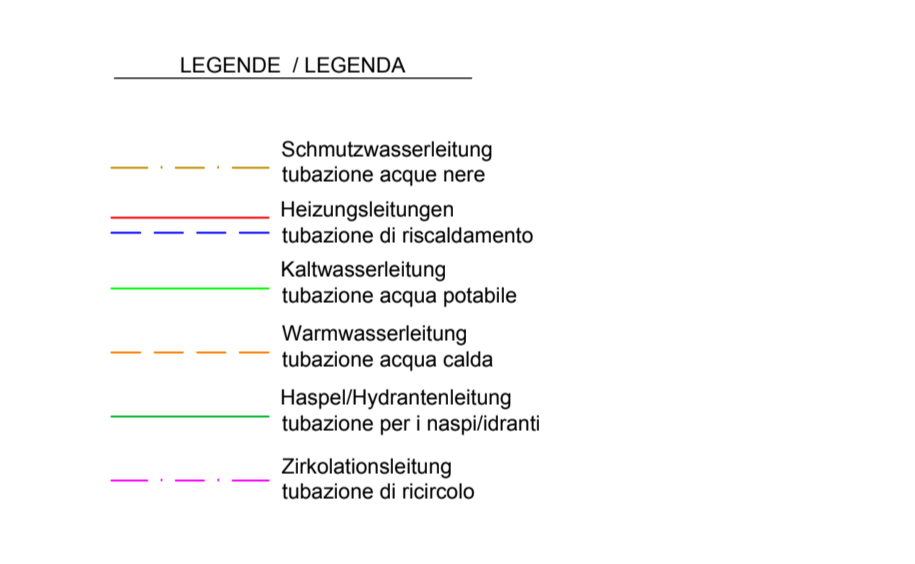 LEGENDE / LEGENDA
Schmutzwasserleitung
tubazione acque nere
Heizungsleitungen
tubazione di riscaldamento
Kaltwasserleitung
tubazione acqua potabile
Warmwasserleitung
tubazione acqua calda
Haspel/Hydrantenleitung
tubazione per i naspi/idranti
Zirkolationsleitung
tubazione di ricircolo